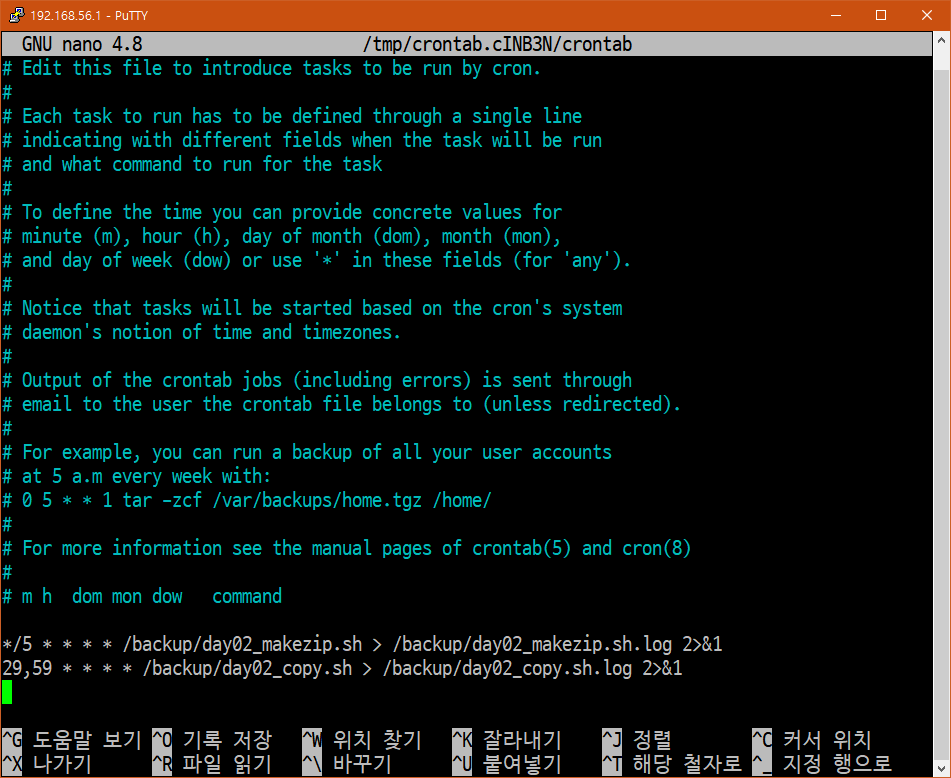 192.168.56.1 - PuTTY
GNU nano 4.8 /tmp/crontab.cINB3N/crontab
# Edit this file to introduce tasks to be run by cron.
#
# Each task to run has to be defined through a single line
# indicating with different fields when the task will be run
# and what command to run for the task
#
# To define the time you can provide concrete values for
# minute (m), hour (h), day of month (dom), month (mon),
# and day of week (dow) or use '*' in these fields (for 'any').
#
# Notice that tasks will be started based on the cron's system
# daemon's notion of time and timezones.
#
# Output of the crontab jobs (including errors) is sent through
# email to the user the crontab file belongs to (unless redirected).
#
# For example, you can run a backup of all your user accounts
# at 5 a.m every week with:
# 0 5 * * 1 tar -zcf /var/backups/home.tgz /home/
#
# For more information see the manual pages of crontab(5) and cron(8)
#
# m h  dom mon dow   command
*/5 * * * * /backup/day02_makezip.sh > /backup/day02_makezip.sh.log 2>&1
29,59 * * * * /backup/day02_copy.sh > /backup/day02_copy.sh.log 2>&1
^G 도움말 보기 ^O 기록 저장 ^W 위치 찾기 ^K 잘라내기 ^J 정렬 ^C 커서 위치
^X 나가기 ^R 파일 읽기 ^\ 바꾸기 ^U 붙여넣기 ^T 해당 철자로 ^_ 지정 행으로